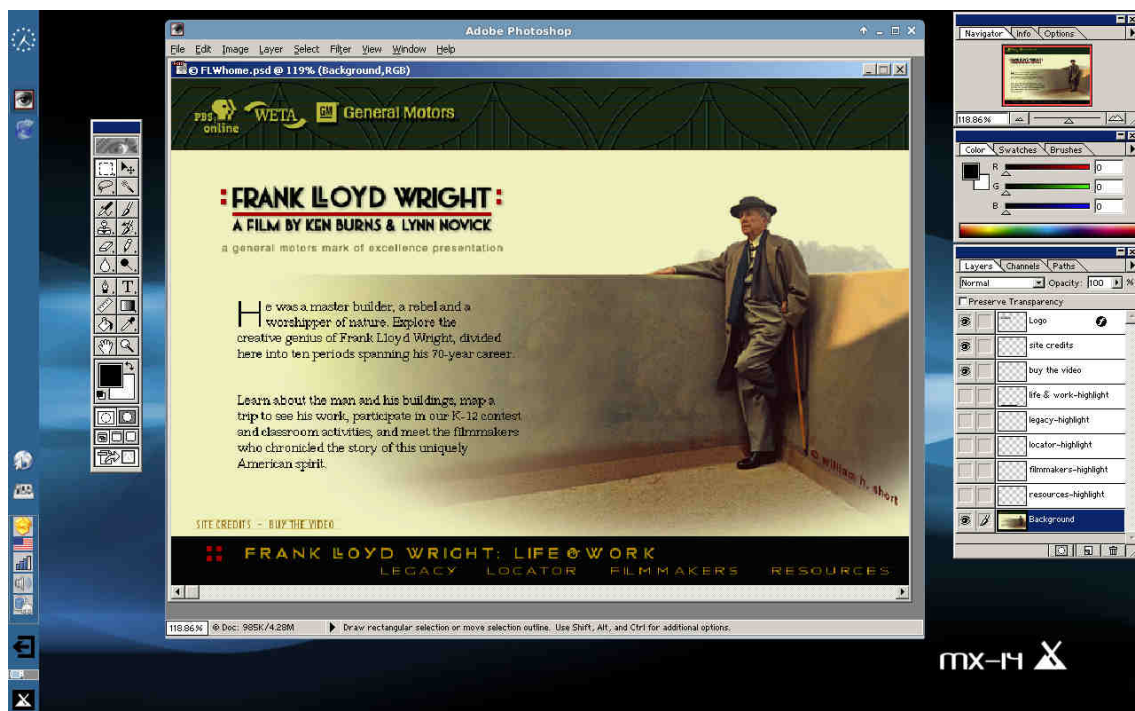 Adobe Photoshop
File Edit Image Layer Select Filter View Window Help
© FLWhome.psd @ 119% (Background,RGB)
PBS online WETA GM General Motors
FRANK LLOYD WRIGHT
A FILM BY KEN BURNS & LYNN NOVICK
a general motors mark of excellence presentation
He was a master builder, a rebel and a
worshipper of nature. Explore the
creative genius of Frank Lloyd Wright, divided
here into ten periods spanning his 70-year career.
Learn about the man and his buildings, map a
trip to see his work, participate in our K-12 contest
and classroom activities, and meet the filmmakers
who chronicled the story of this uniquely
American spirit.
© william h. short
SITE CREDITS - BUY THE VIDEO
FRANK LLOYD WRIGHT: LIFE & WORK
LEGACY LOCATOR FILMMAKERS RESOURCES
118.86% © Doc: 985K/4.28M Draw rectangular selection or move selection outline. Use Shift, Alt, and Ctrl for additional options.
Navigator Info Options
118.86%
Color Swatches Brushes
R 0
G 0
B 0
Layers Channels Paths
Normal Opacity: 100 %
Preserve Transparency
Logo
site credits
buy the video
life & work-highlight
legacy-highlight
locator-highlight
filmmakers-highlight
resources-highlight
Background
mx-14